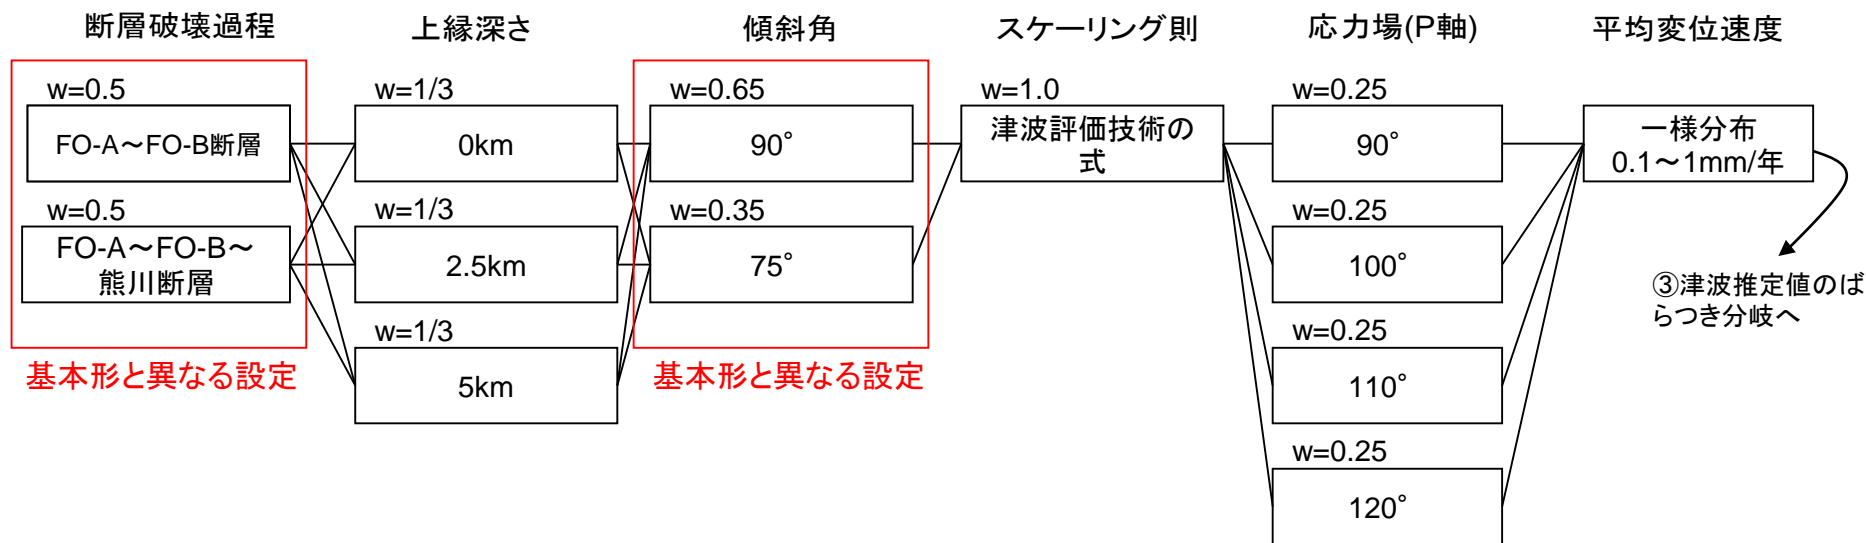 断層破壊過程
上縁深さ
傾斜角
スケーリング則
応力場(P軸)
平均変位速度
w=0.5
FO-A～FO-B断層
w=0.5
FO-A～FO-B～
熊川断層
基本形と異なる設定
w=1/3
0km
w=1/3
2.5km
w=1/3
5km
w=0.65
90°
w=0.35
75°
基本形と異なる設定
w=1.0
津波評価技術の
式
w=0.25
90°
w=0.25
100°
w=0.25
110°
w=0.25
120°
一様分布
0.1～1mm/年
③津波推定値のば
らつき分岐へ